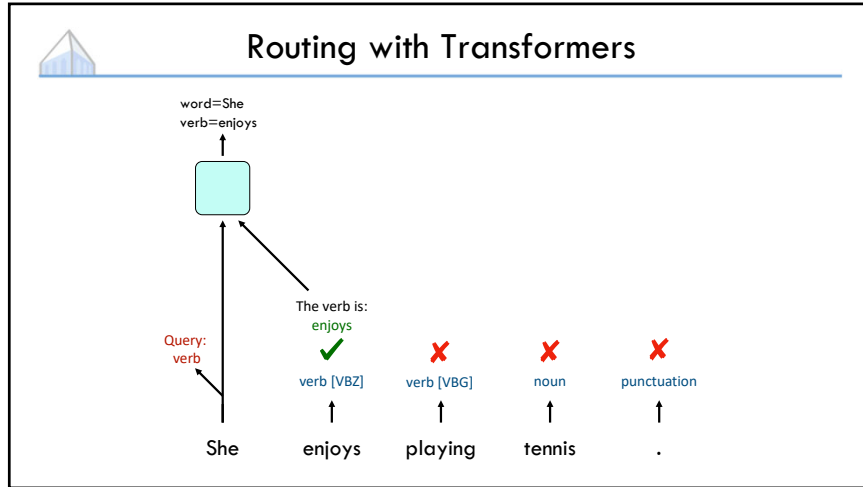 Routing with Transformers
word=She
verb=enjoys
The verb is:
enjoys
Query:
verb
verb [VBZ] verb [VBG] noun punctuation
She enjoys playing tennis .